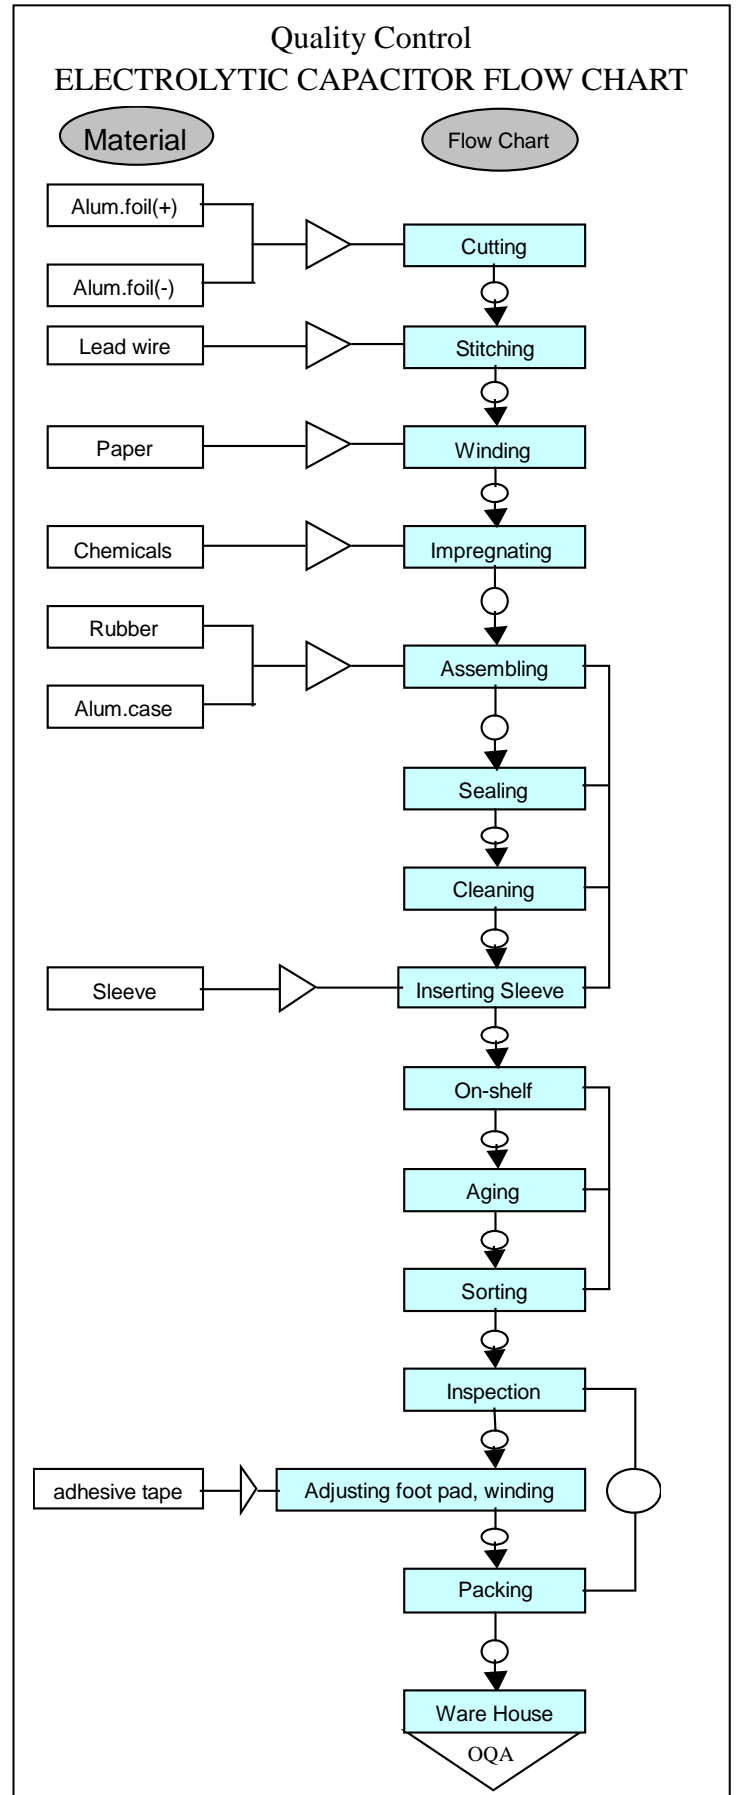 Quality Control
ELECTROLYTIC CAPACITOR FLOW CHART
Material
Flow Chart
Alum.foil(+)
Cutting
Alum.foil(-)
Lead wire
Stitching
Paper
Winding
Chemicals
Impregnating
Rubber
Assembling
Alum.case
Sealing
Cleaning
Sleeve
Inserting Sleeve
On-shelf
Aging
Sorting
Inspection
adhesive tape
Adjusting foot pad, winding
Packing
Ware House
OQA